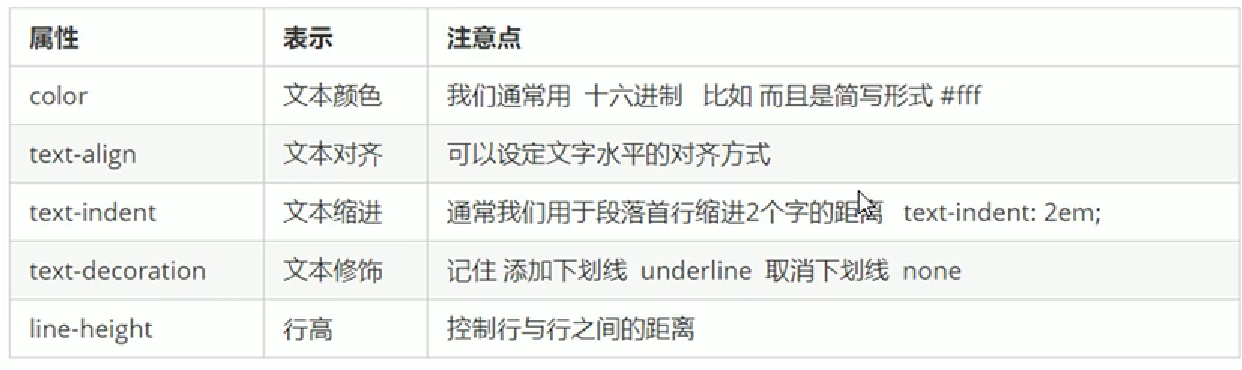 属性 表示 注意点
color 文本颜色 我们通常用 十六进制 比如 而且是简写形式 #fff
text-align 文本对齐 可以设定文字水平的对齐方式
text-indent 文本缩进 通常我们用于段落首行缩进2个字的距离 text-indent: 2em;
text-decoration 文本修饰 记住 添加下划线 underline 取消下划线 none
line-height 行高 控制行与行之间的距离